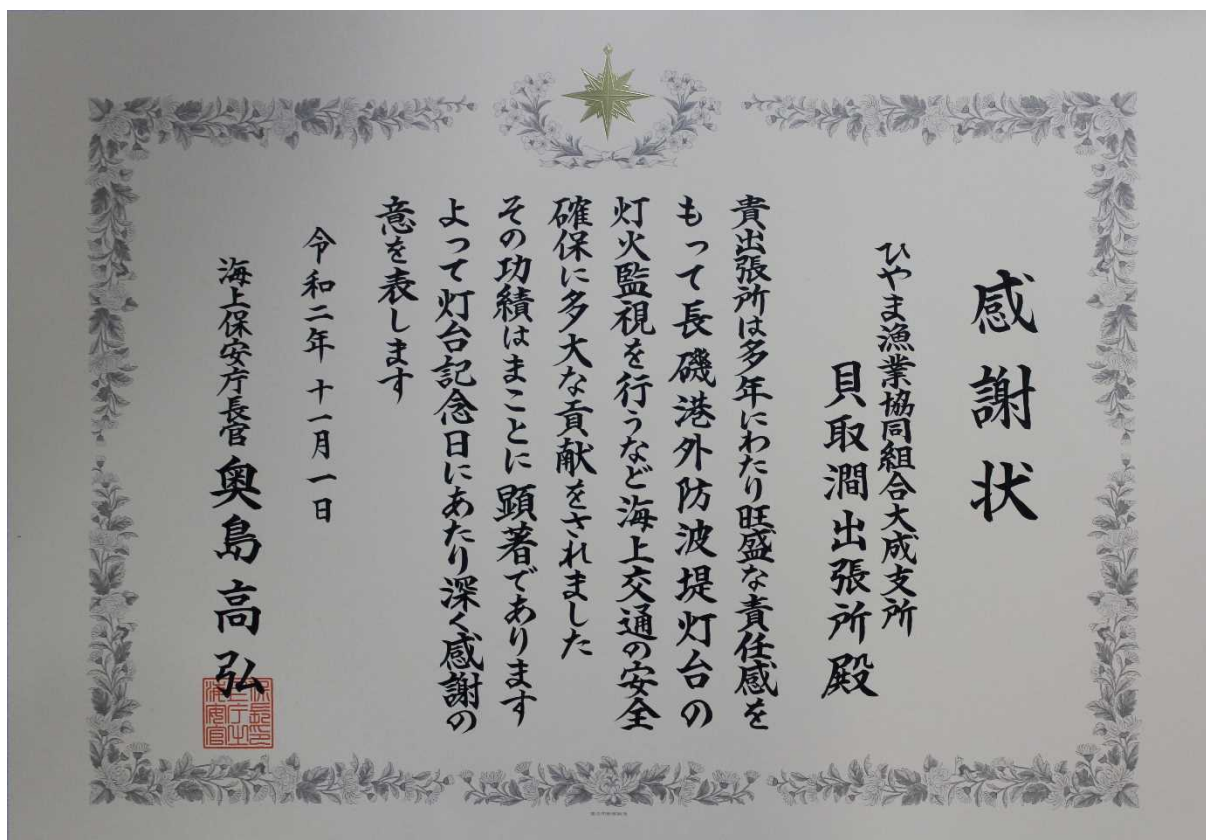 感謝状
ひやま漁業協同組合大成支所
貝取澗出張所殿
貴出張所は多年にわたり旺盛な責任感を
もって長磯港外防波堤灯台の
灯火監視を行うなど海上交通の安全
確保に多大な貢献をされました
その功績はまことに顕著であります
よって灯台記念日にあたり深く感謝の
意を表します
令和二年十一月一日
海上保安庁長官 奥島高弘